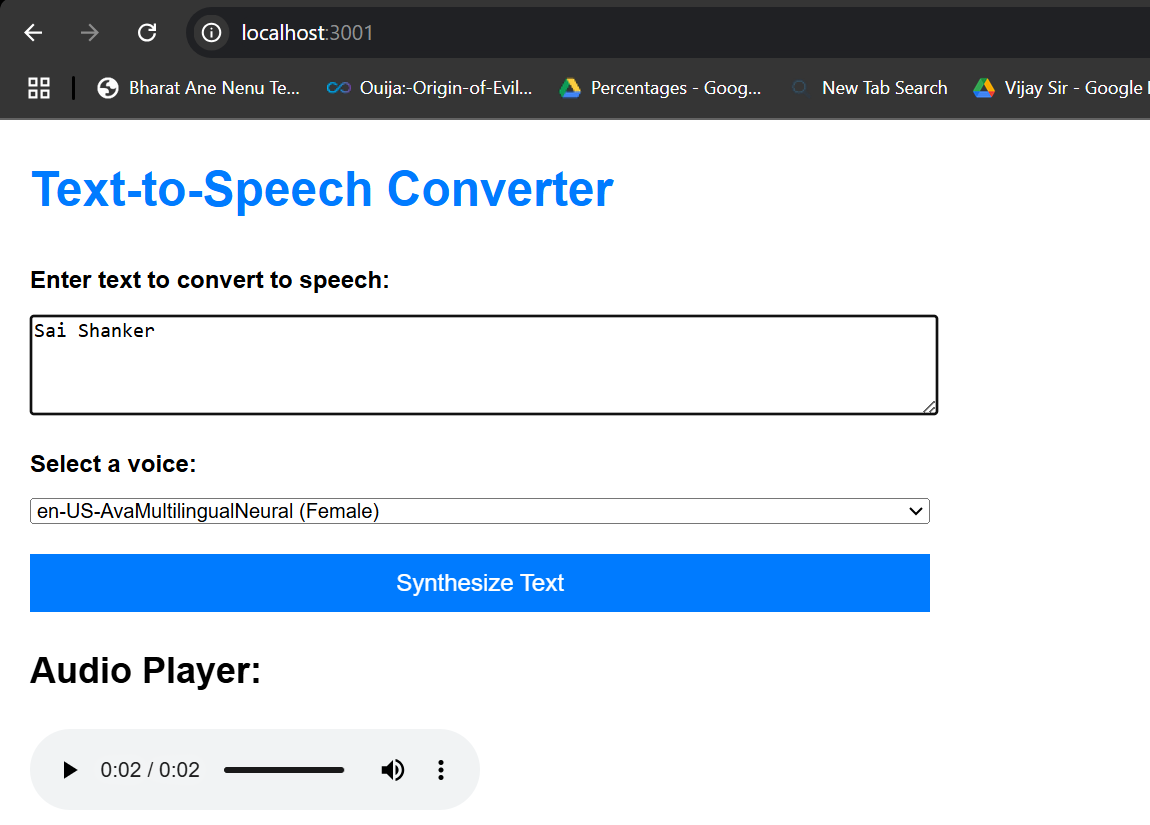 localhost:3001
Bharat Ane Nenu Te... Ouija:-Origin-of-Evil... Percentages - Goog... New Tab Search Vijay Sir - Google
Text-to-Speech Converter
Enter text to convert to speech:
Sai Shanker
Select a voice:
en-US-AvaMultilingualNeural (Female)
Synthesize Text
Audio Player:
0:02 / 0:02